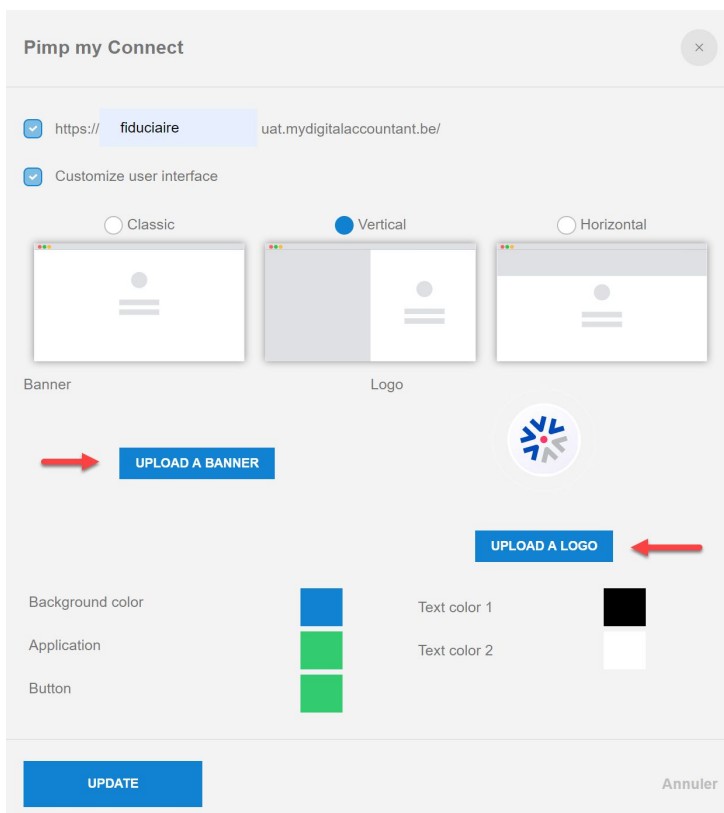 Pimp my Connect
https:// fiduciaire uat.mydigitalaccountant.be/
Customize user interface
Classic Vertical Horizontal
Banner Logo
UPLOAD A BANNER
UPLOAD A LOGO
Background color Text color 1
Application Text color 2
Button
UPDATE Annuler